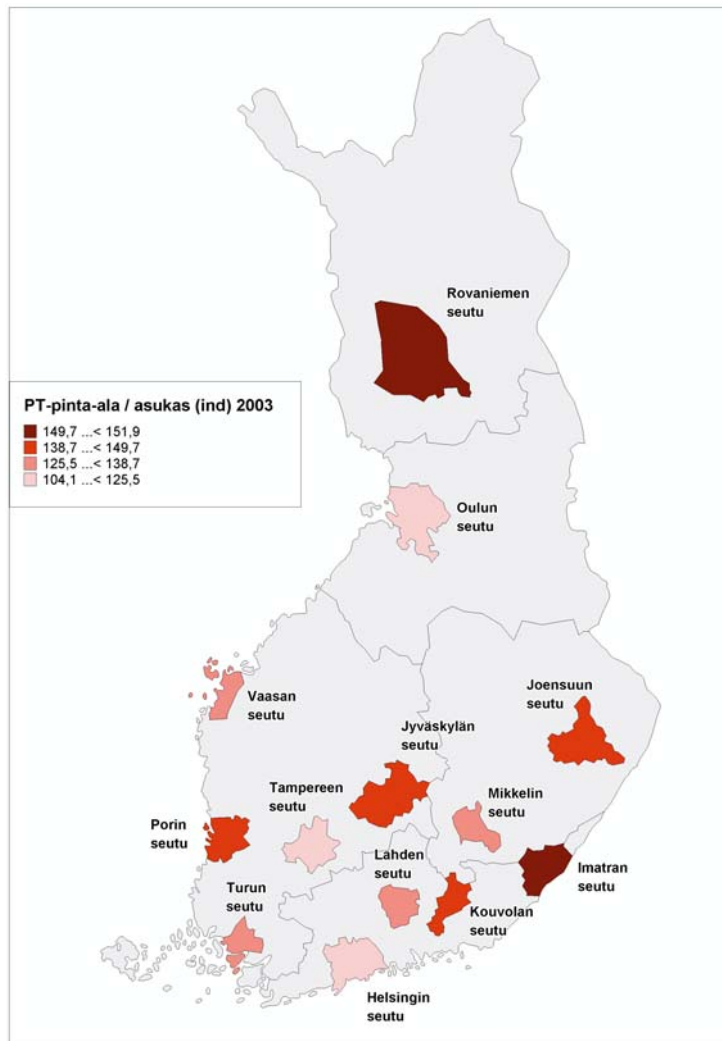 Rovaniemen
seutu
PT-pinta-ala / asukas (ind) 2003
149,7 ...< 151,9
138,7 ...< 149,7
125,5 ...< 138,7
104,1 ...< 125,5
Oulun
seutu
Vaasan
seutu
Joensuun
seutu
Jyväskylän
seutu
Tampereen
seutu
Mikkelin
seutu
Porin
seutu
Lahden
seutu
Imatran
seutu
Turun
seutu
Kouvolan
seutu
Helsingin
seutu